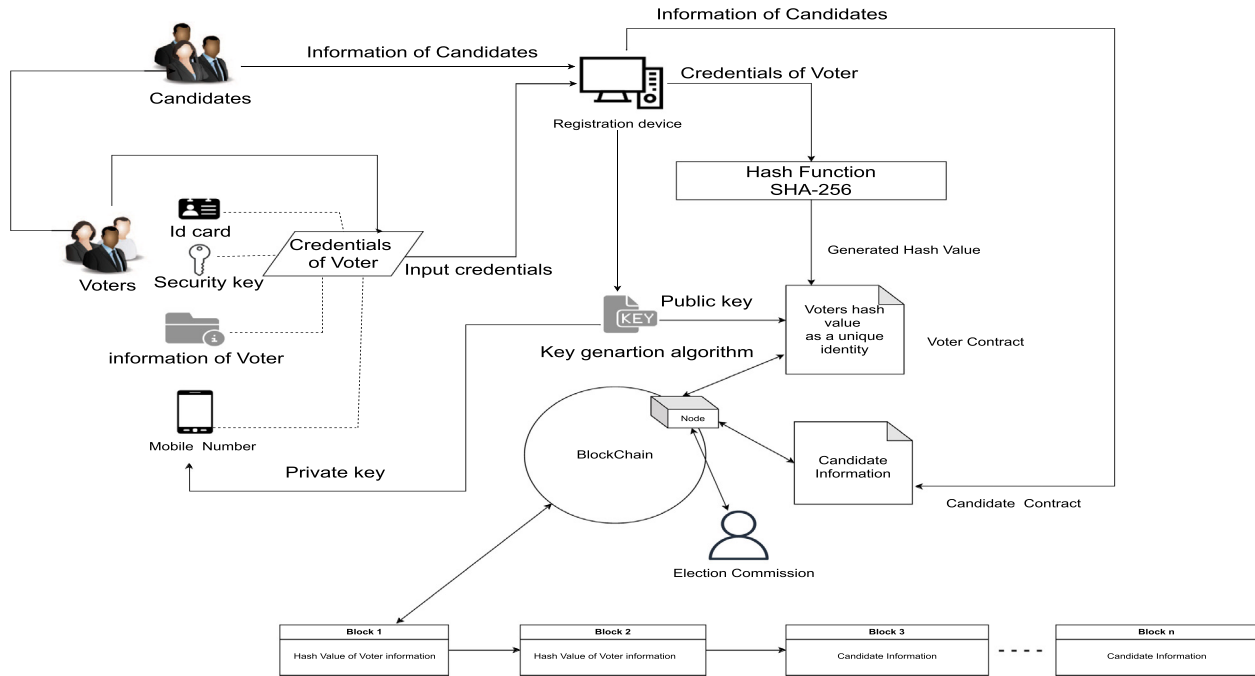 Information of Candidates
Information of Candidates
Candidates
Credentials of Voter
Registration device
Hash Function
SHA-256
Id card
Credentials
of Voter
Input credentials
Voters
Security key
Generated Hash Value
Public key
KEY
Voters hash
value
as a unique
identity
Voter Contract
information of Voter
Key genartion algorithm
Node
Mobile Number
BlockChain
Candidate
Information
Private key
Candidate Contract
Election Commission
Block 1
Hash Value of Voter information
Block 2
Hash Value of Voter information
Block 3
Candidate Information
Block n
Candidate Information